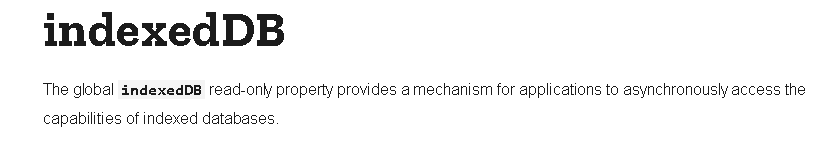 indexedDB
The global indexedDB read-only property provides a mechanism for applications to asynchronously access the
capabilities of indexed databases.